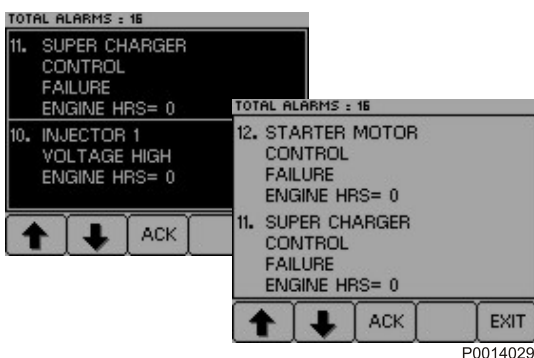 TOTAL ALARMS : 16
11. SUPER CHARGER
CONTROL
FAILURE
ENGINE HRS= 0
10. INJECTOR 1
VOLTAGE HIGH
ENGINE HRS= 0
ACK
TOTAL ALARMS : 16
12. STARTER MOTOR
CONTROL
FAILURE
ENGINE HRS= 0
11. SUPER CHARGER
CONTROL
FAILURE
ENGINE HRS= 0
ACK
EXIT
P0014029